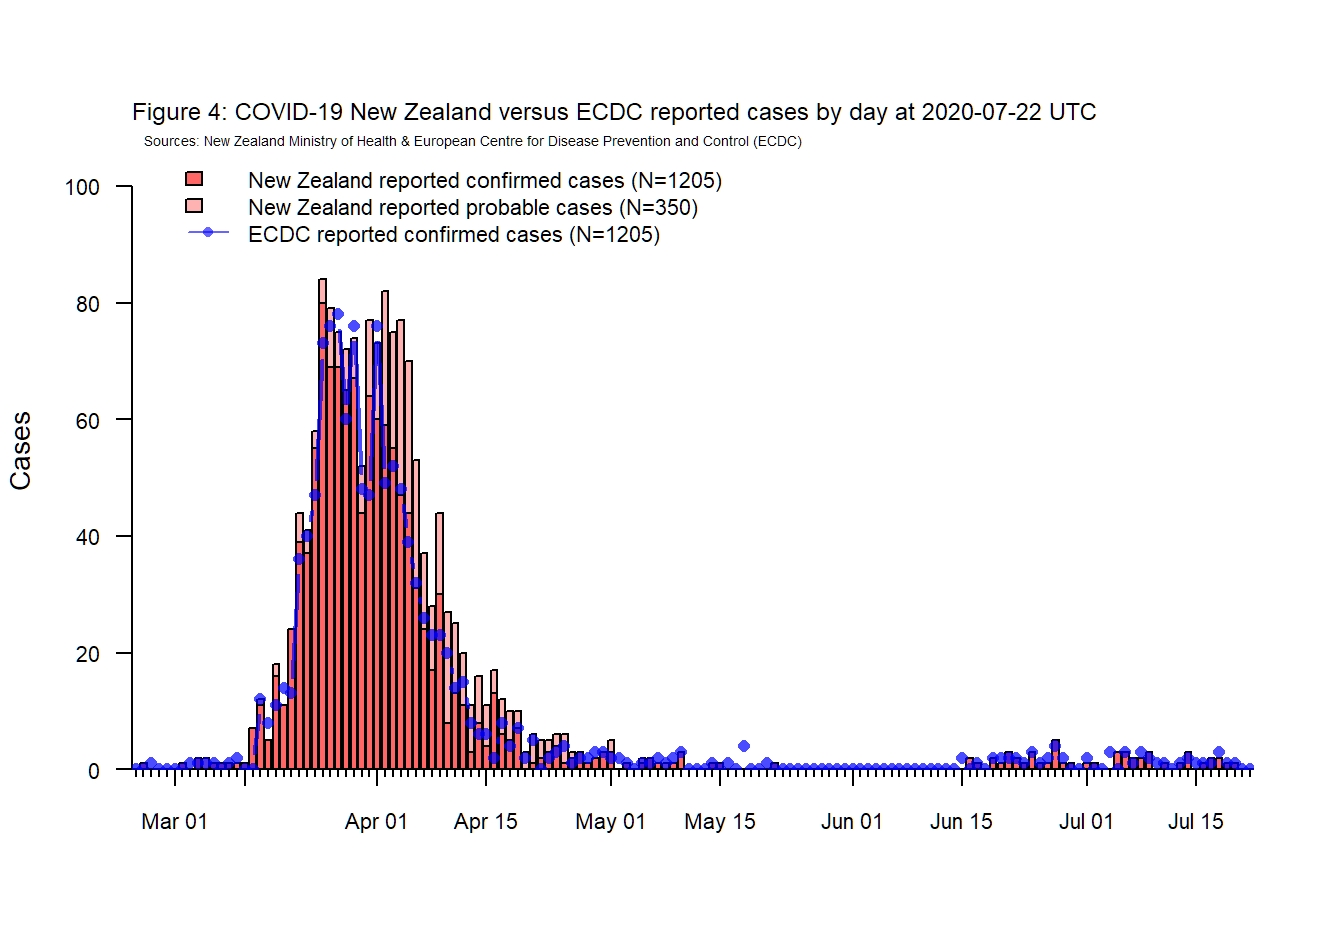 Figure 4: COVID-19 New Zealand versus ECDC reported cases by day at 2020-07-22 UTC
Sources: New Zealand Ministry of Health & European Centre for Disease Prevention and Control (ECDC)
New Zealand reported confirmed cases (N=1205)
New Zealand reported probable cases (N=350)
ECDC reported confirmed cases (N=1205)
Cases
100
80
60
40
20
0
Mar 01
Apr 01
Apr 15
May 01
May 15
Jun 01
Jun 15
Jul 01
Jul 15